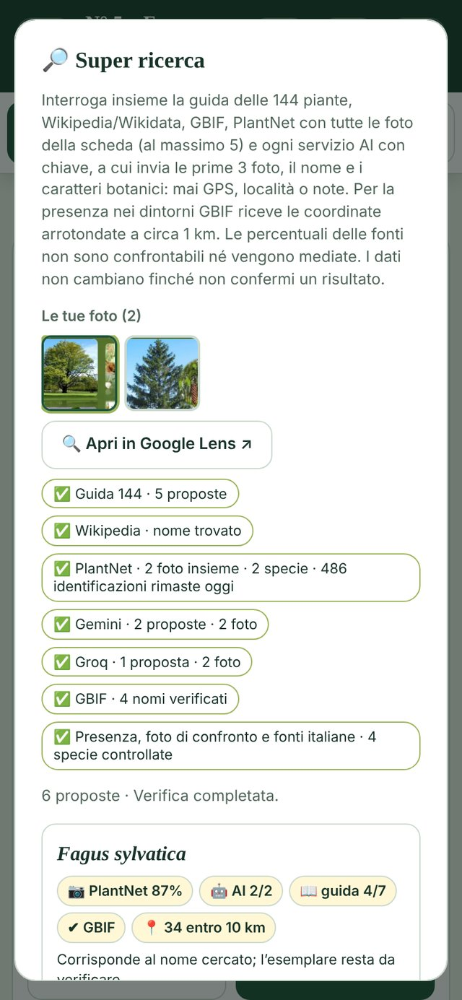 🔎 Super ricerca
Interroga insieme la guida delle 144 piante,
Wikipedia/Wikidata, GBIF, PlantNet con tutte le foto
della scheda (al massimo 5) e ogni servizio AI con
chiave, a cui invia le prime 3 foto, il nome e i
caratteri botanici: mai GPS, località o note. Per la
presenza nei dintorni GBIF riceve le coordinate
arrotondate a circa 1 km. Le percentuali delle fonti
non sono confrontabili né vengono mediate. I dati
non cambiano finché non confermi un risultato.
Le tue foto (2)
🔍 Apri in Google Lens ↗
✅ Guida 144 · 5 proposte
✅ Wikipedia · nome trovato
✅ PlantNet · 2 foto insieme · 2 specie · 486
identificazioni rimaste oggi
✅ Gemini · 2 proposte · 2 foto
✅ Groq · 1 proposta · 2 foto
✅ GBIF · 4 nomi verificati
✅ Presenza, foto di confronto e fonti italiane · 4
specie controllate
6 proposte · Verifica completata.
Fagus sylvatica
📷 PlantNet 87% 🤖 AI 2/2 📖 guida 4/7
✔ GBIF 📍 34 entro 10 km
Corrisponde al nome cercato; l’esemplare resta da
verificare